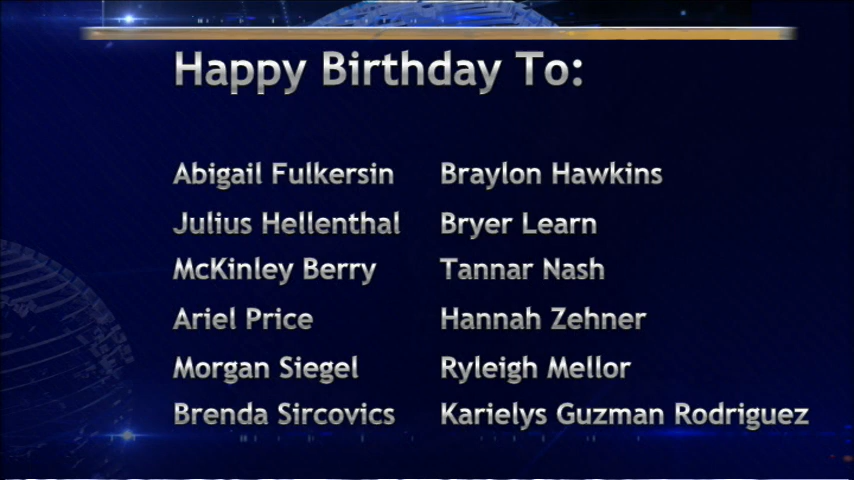 Happy Birthday To:
Abigail Fulkersin
Julius Hellenthal
McKinley Berry
Ariel Price
Morgan Siegel
Brenda Sircovics
Braylon Hawkins
Bryer Learn
Tannar Nash
Hannah Zehner
Ryleigh Mellor
Karielys Guzman Rodriguez